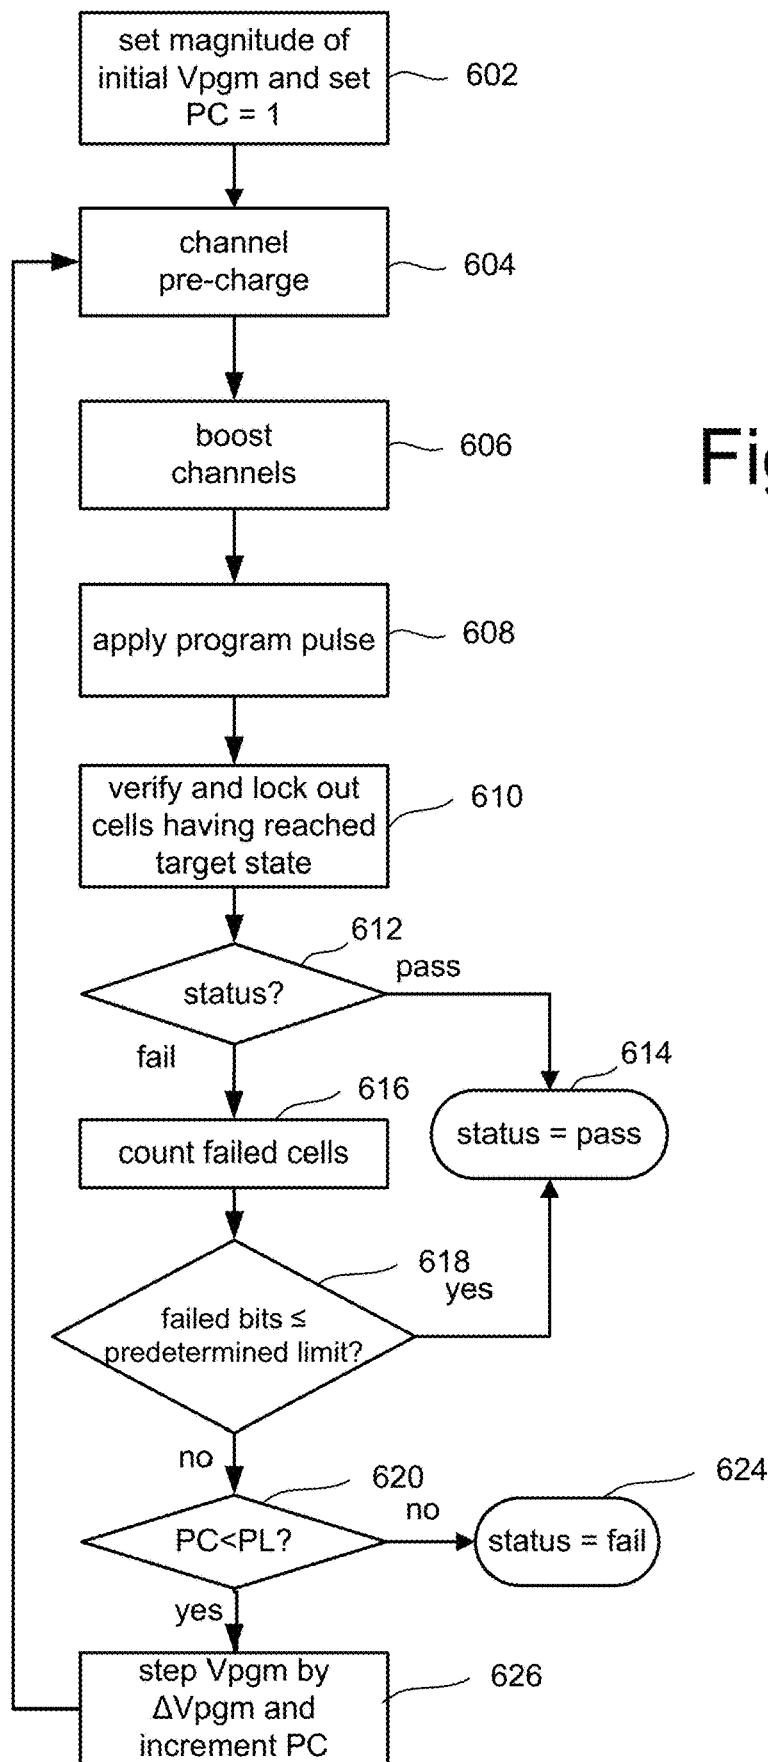 set magnitude of
initial Vpgm and set
PC = 1
602
channel
pre-charge
604
boost
channels
606
apply program pulse
608
verify and lock out
cells having reached
target state
610
612
status?
pass
fail
614
status = pass
616
count failed cells
618
yes
failed bits ≤
predetermined limit?
no
620
PC<PL?
no
624
status = fail
yes
step Vpgm by
ΔVpgm and
increment PC
626